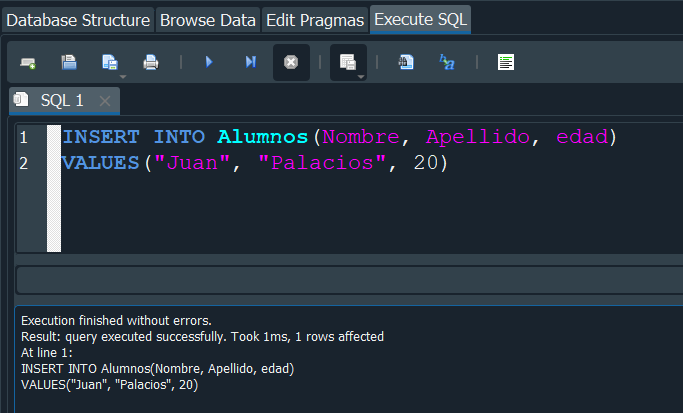 Database Structure Browse Data Edit Pragmas Execute SQL
SQL 1
1 INSERT INTO Alumnos(Nombre, Apellido, edad)
2 VALUES("Juan", "Palacios", 20)
Execution finished without errors.
Result: query executed successfully. Took 1ms, 1 rows affected
At line 1:
INSERT INTO Alumnos(Nombre, Apellido, edad)
VALUES("Juan", "Palacios", 20)